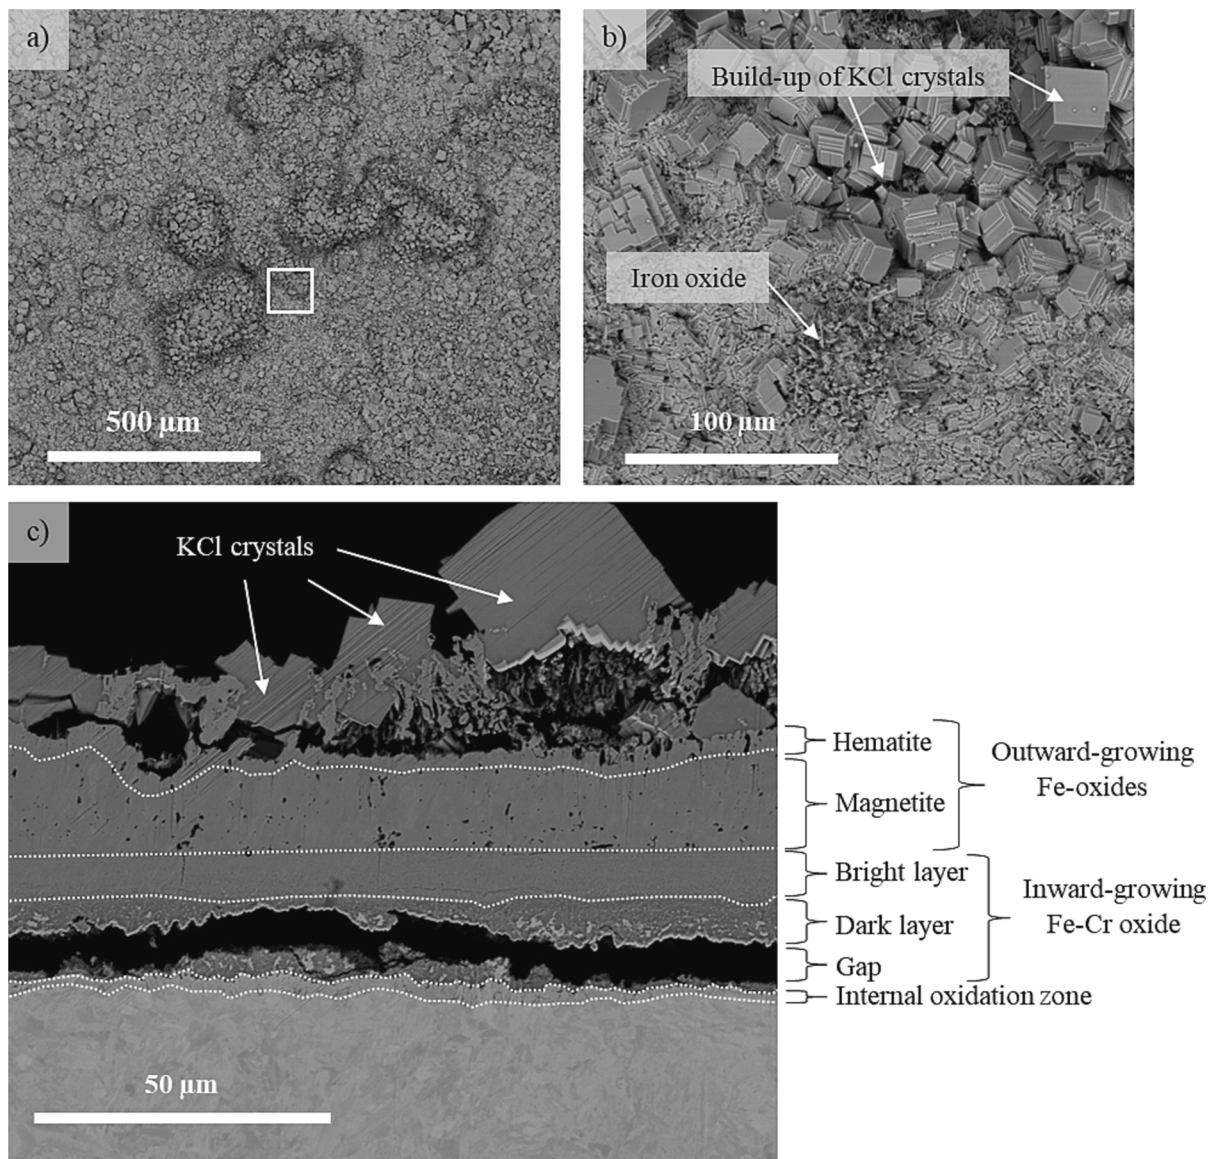 a)
500 µm
b)
Build-up of KCl crystals
Iron oxide
100 µm
c)
KCl crystals
50 µm
Hematite
Magnetite
Outward-growing
Fe-oxides
Bright layer
Dark layer
Gap
Inward-growing
Fe-Cr oxide
Internal oxidation zone